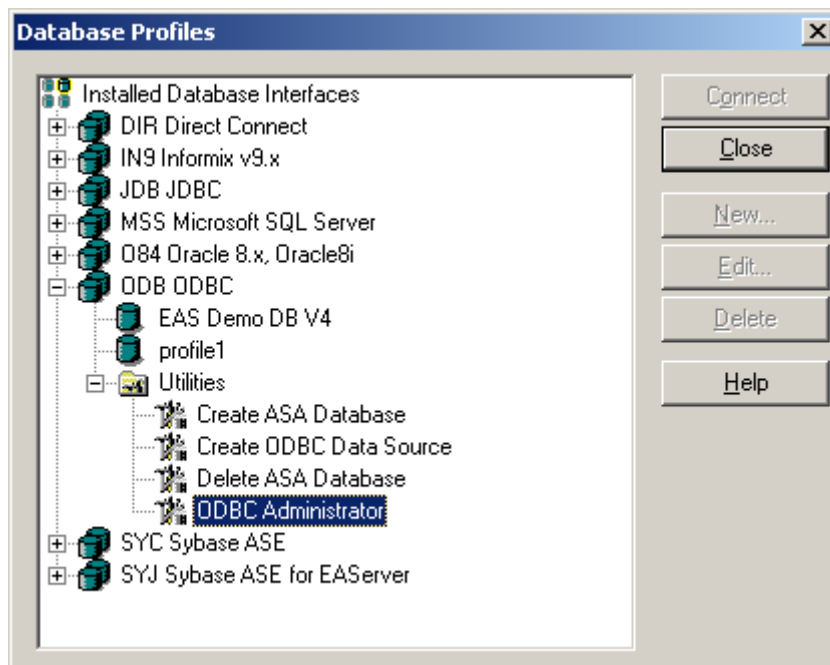 Database Profiles
Installed Database Interfaces
DIR Direct Connect
IN9 Informix v9.x
JDB JDBC
MSS Microsoft SQL Server
O84 Oracle 8.x, Oracle8i
ODB ODBC
EAS Demo DB V4
profile1
Utilities
Create ASA Database
Create ODBC Data Source
Delete ASA Database
ODBC Administrator
SYC Sybase ASE
SYJ Sybase ASE for EAServer
Connect
Close
New...
Edit...
Delete
Help